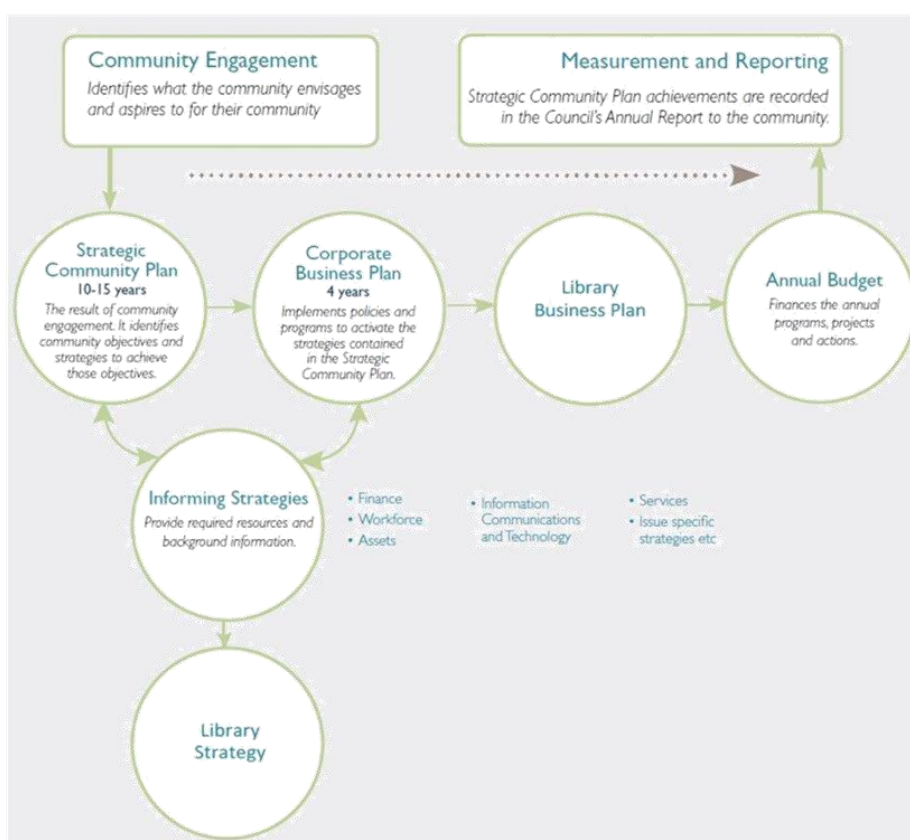 Community Engagement
Identifies what the community envisages
and aspires to for their community
Measurement and Reporting
Strategic Community Plan achievements are recorded
in the Council's Annual Report to the community.
Strategic
Community Plan
10-15 years
The result of community
engagement. It identifies
community objectives and
strategies to achieve
those objectives.
Corporate
Business Plan
4 years
Implements policies and
programs to activate the
strategies contained
in the Strategic
Community Plan.
Library
Business Plan
Annual Budget
Finances the annual
programs, projects
and actions.
Informing Strategies
Provide required resources and
background information.
• Finance
• Workforce
• Assets
• Information
Communications
and Technology
• Services
• Issue specific
strategies etc
Library
Strategy